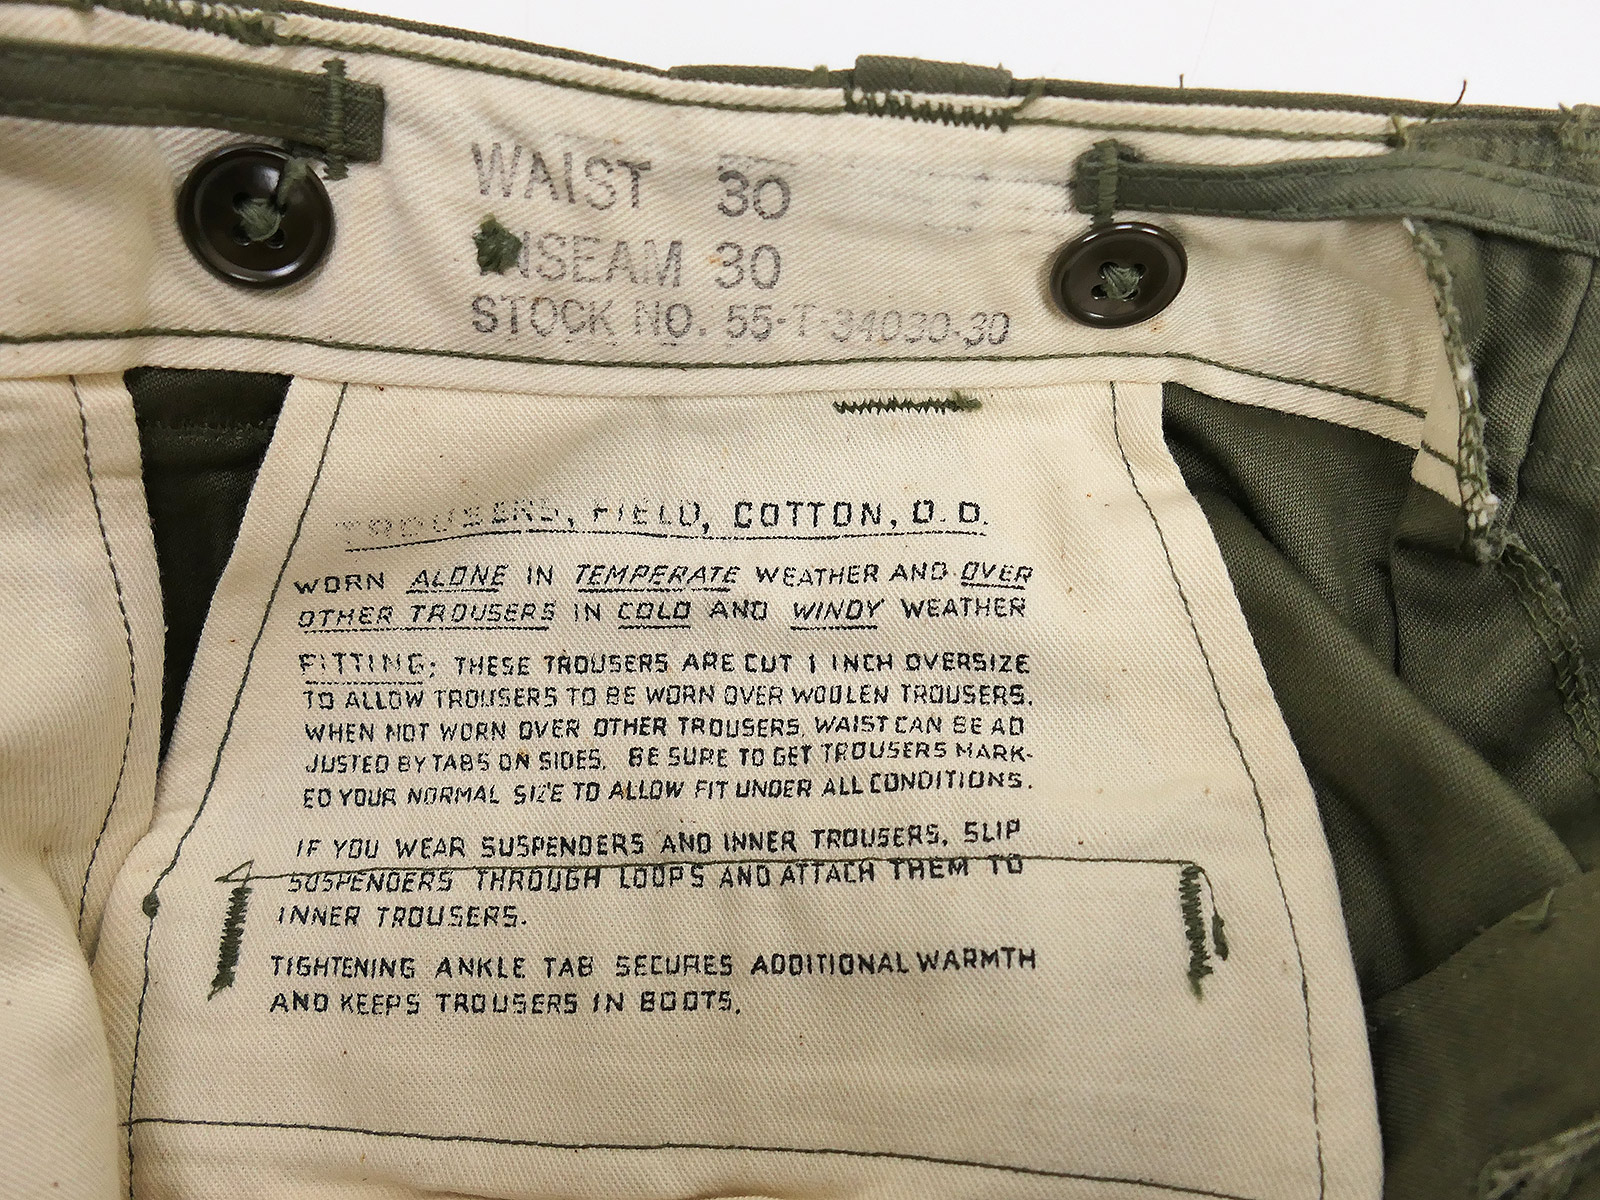 WAIST 30
INSEAM 30
STOCK NO. 55-T-34030-30
TROUSERS, FIELD, COTTON, O.D.
WORN ALONE IN TEMPERATE WEATHER AND OVER
OTHER TROUSERS IN COLD AND WINDY WEATHER
FITTING: THESE TROUSERS ARE CUT 1 INCH OVERSIZE
TO ALLOW TROUSERS TO BE WORN OVER WOOLEN TROUSERS.
WHEN NOT WORN OVER OTHER TROUSERS, WAIST CAN BE AD
JUSTED BY TABS ON SIDES. BE SURE TO GET TROUSERS MARK-
ED YOUR NORMAL SIZE TO ALLOW FIT UNDER ALL CONDITIONS.
IF YOU WEAR SUSPENDERS AND INNER TROUSERS, SLIP
SUSPENDERS THROUGH LOOPS AND ATTACH THEM TO
INNER TROUSERS.
TIGHTENING ANKLE TAB SECURES ADDITIONAL WARMTH
AND KEEPS TROUSERS IN BOOTS.